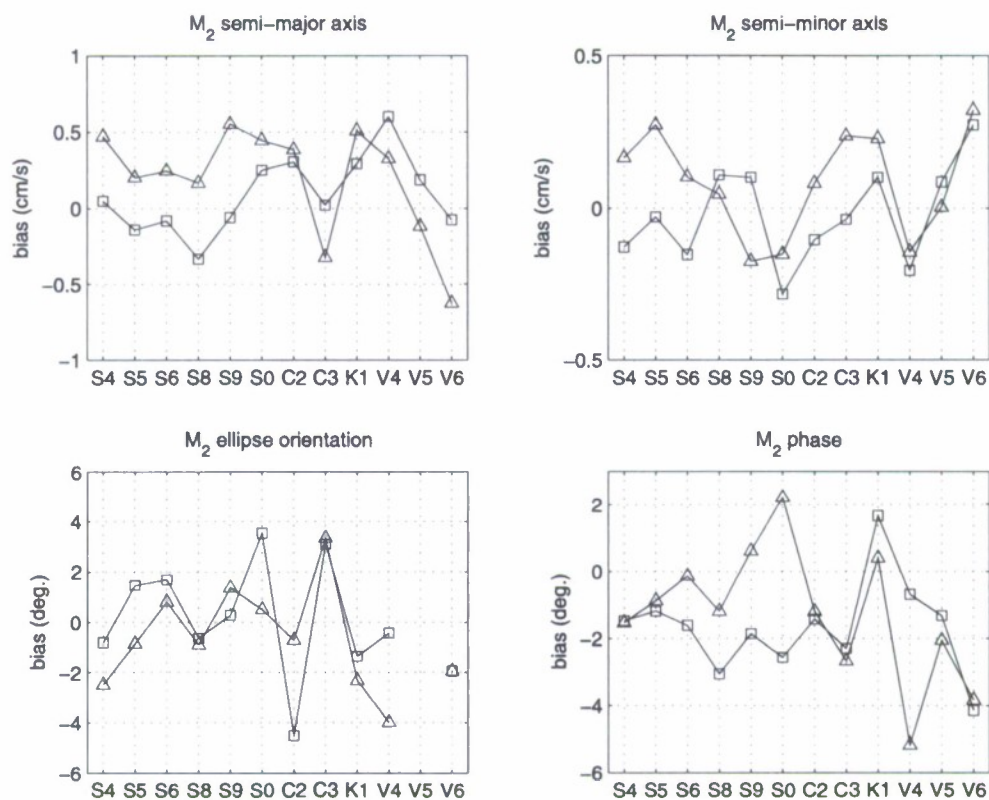 M2 semi−major axis
bias (cm/s)
1
0.5
0
−0.5
−1
S4 S5 S6 S8 S9 S0 C2 C3 K1 V4 V5 V6
M2 semi−minor axis
bias (cm/s)
0.5
0
−0.5
S4 S5 S6 S8 S9 S0 C2 C3 K1 V4 V5 V6
M2 ellipse orientation
bias (deg.)
6
4
2
0
−2
−4
−6
S4 S5 S6 S8 S9 S0 C2 C3 K1 V4 V5 V6
M2 phase
bias (deg.)
2
0
−2
−4
−6
S4 S5 S6 S8 S9 S0 C2 C3 K1 V4 V5 V6